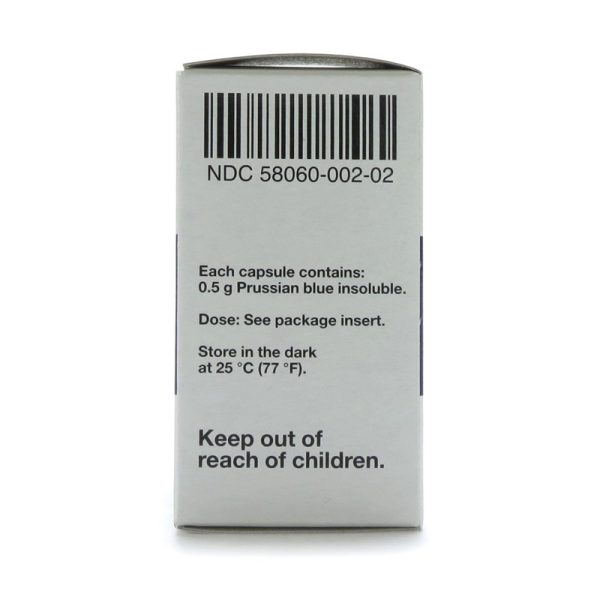 NDC 58060-002-02
Each capsule contains:
0.5 g Prussian blue insoluble.
Dose: See package insert.
Store in the dark
at 25 °C (77 °F).
Keep out of
reach of children.